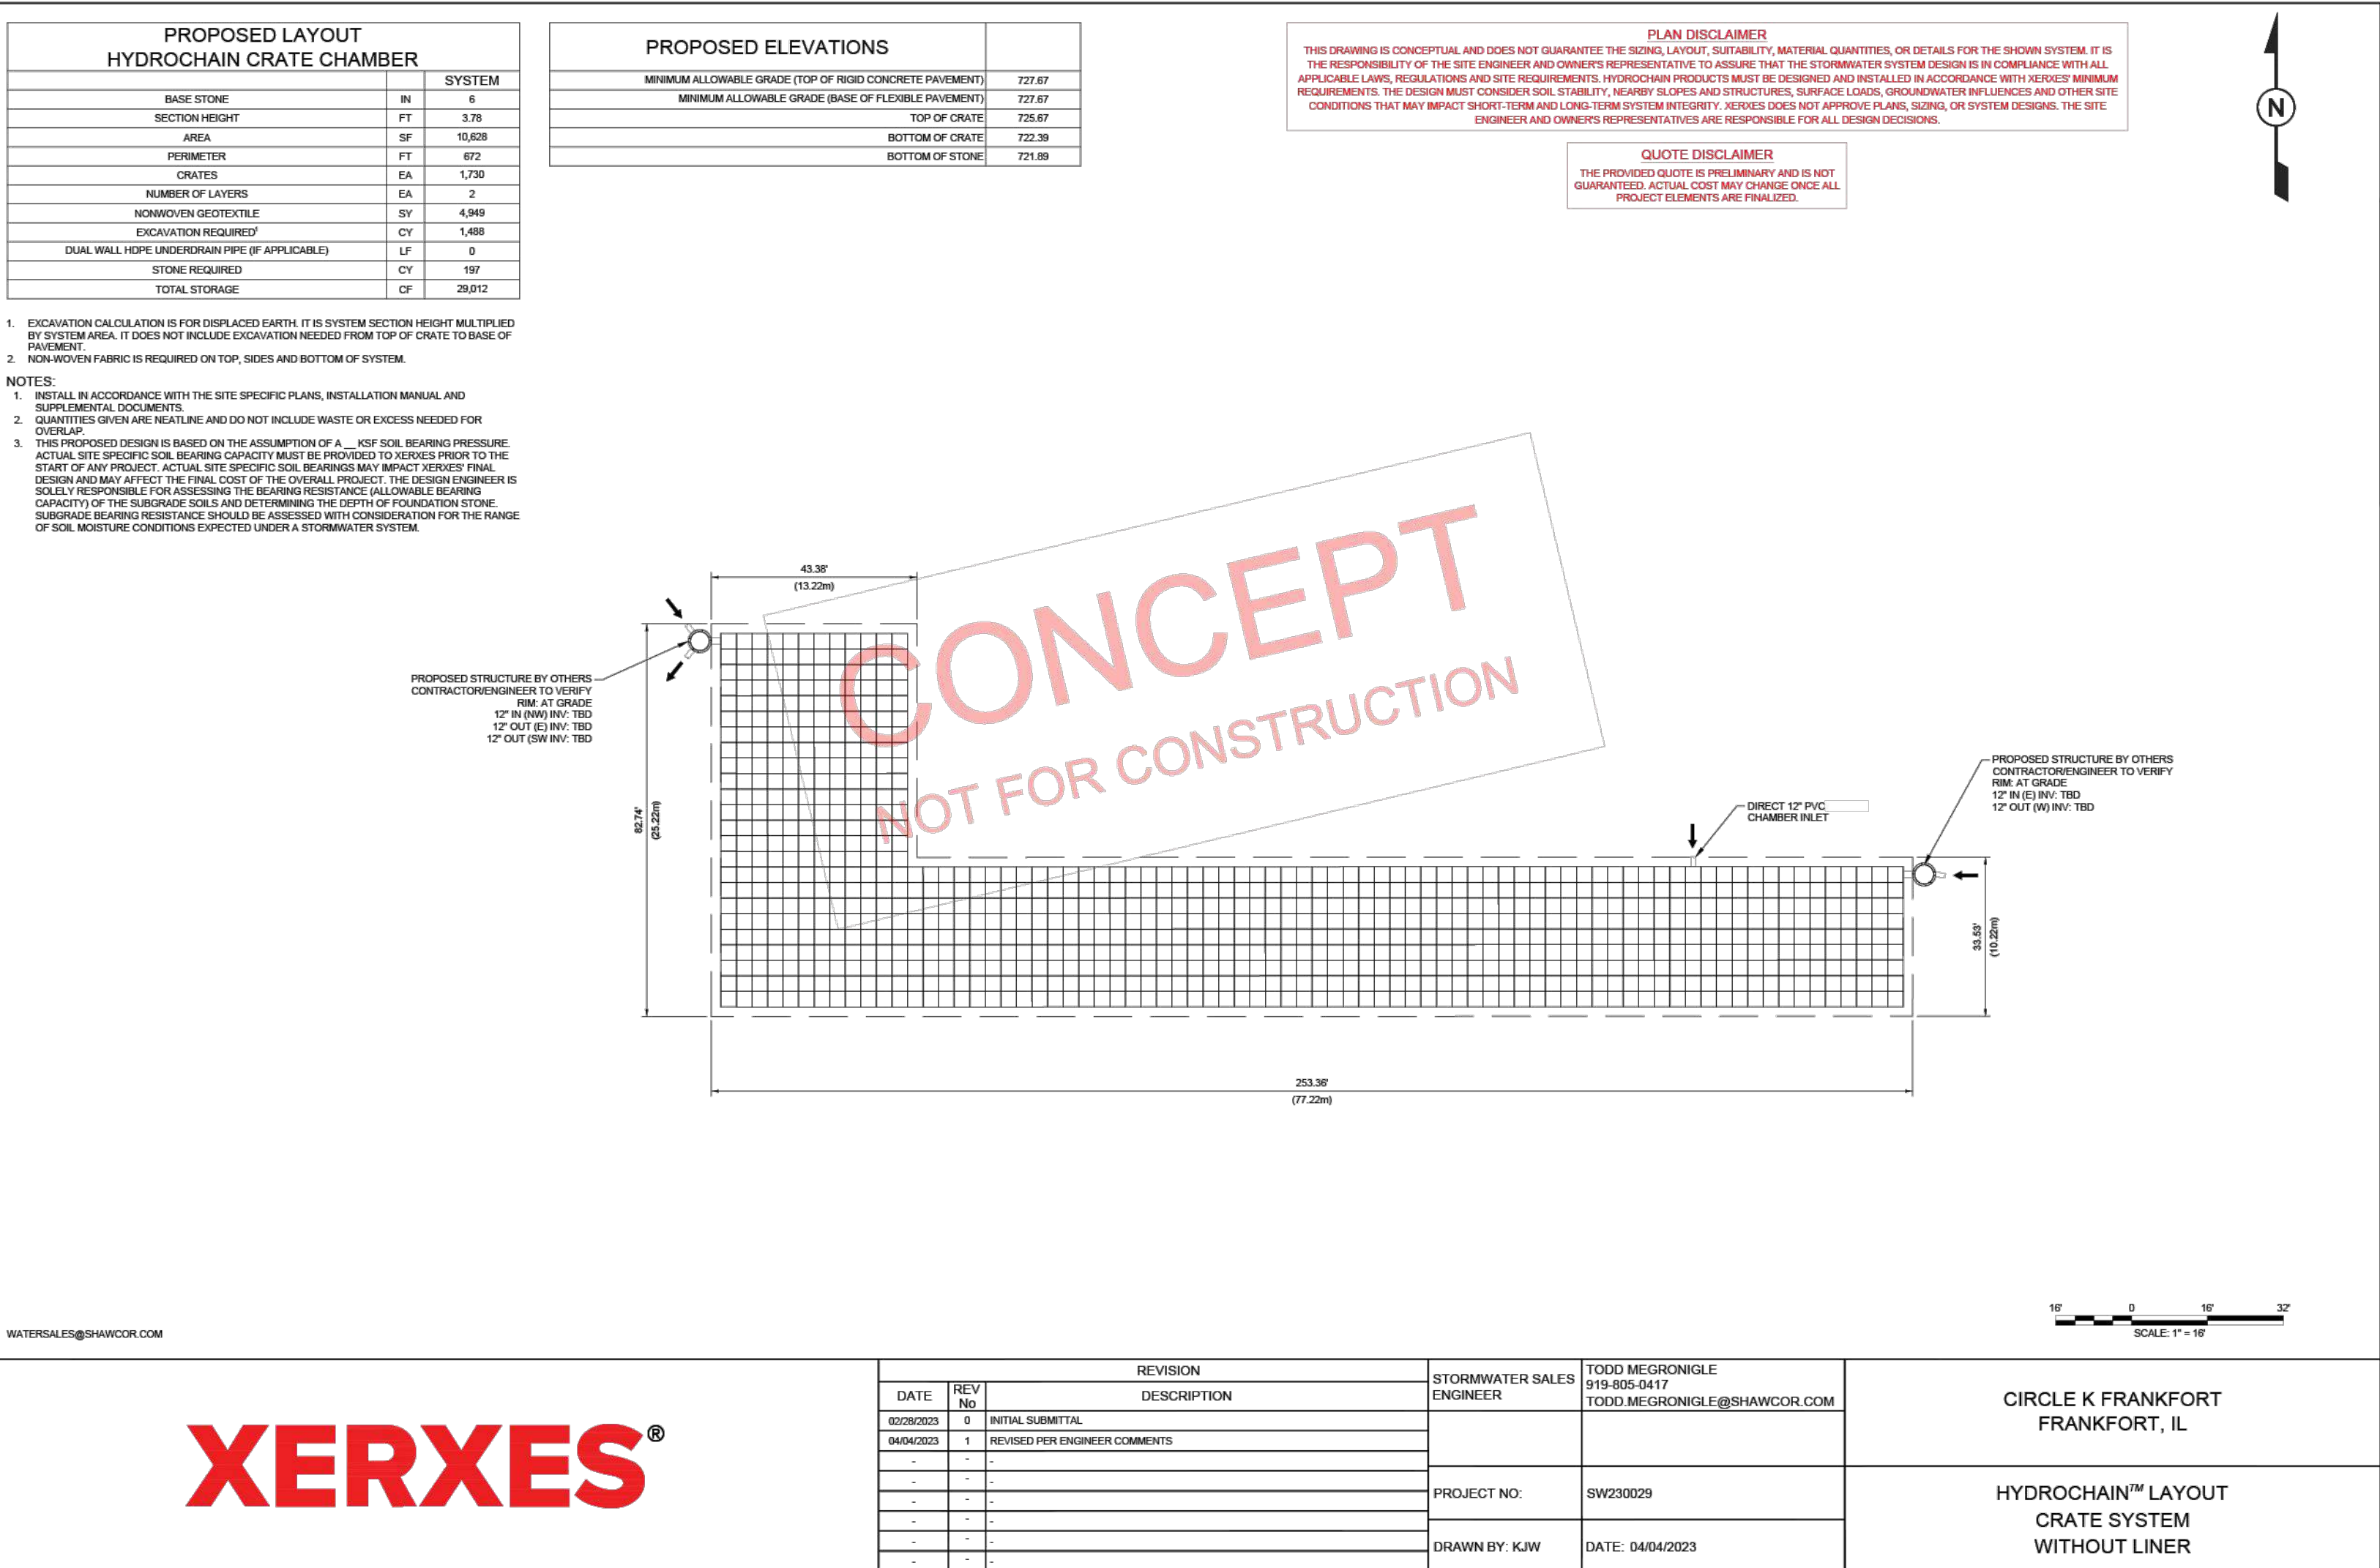 PROPOSED LAYOUT
HYDROCHAIN CRATE CHAMBER
SYSTEM
BASE STONE IN 6
SECTION HEIGHT FT 3.78
AREA SF 10,628
PERIMETER FT 672
CRATES EA 1,730
NUMBER OF LAYERS EA 2
NONWOVEN GEOTEXTILE SY 4,949
EXCAVATION REQUIRED¹ CY 1,488
DUAL WALL HDPE UNDERDRAIN PIPE (IF APPLICABLE) LF 0
STONE REQUIRED CY 197
TOTAL STORAGE CF 29,012
1. EXCAVATION CALCULATION IS FOR DISPLACED EARTH. IT IS SYSTEM SECTION HEIGHT MULTIPLIED
BY SYSTEM AREA. IT DOES NOT INCLUDE EXCAVATION NEEDED FROM TOP OF CRATE TO BASE OF
PAVEMENT.
2. NON-WOVEN FABRIC IS REQUIRED ON TOP, SIDES AND BOTTOM OF SYSTEM.
NOTES:
1. INSTALL IN ACCORDANCE WITH THE SITE SPECIFIC PLANS, INSTALLATION MANUAL AND
SUPPLEMENTAL DOCUMENTS.
2. QUANTITIES GIVEN ARE NEATLINE AND DO NOT INCLUDE WASTE OR EXCESS NEEDED FOR
OVERLAP.
3. THIS PROPOSED DESIGN IS BASED ON THE ASSUMPTION OF A __ KSF SOIL BEARING PRESSURE.
ACTUAL SITE SPECIFIC SOIL BEARING CAPACITY MUST BE PROVIDED TO XERXES PRIOR TO THE
START OF ANY PROJECT. ACTUAL SITE SPECIFIC SOIL BEARINGS MAY IMPACT XERXES' FINAL
DESIGN AND MAY AFFECT THE FINAL COST OF THE OVERALL PROJECT. THE DESIGN ENGINEER IS
SOLELY RESPONSIBLE FOR ASSESSING THE BEARING RESISTANCE (ALLOWABLE BEARING
CAPACITY) OF THE SUBGRADE SOILS AND DETERMINING THE DEPTH OF FOUNDATION STONE.
SUBGRADE BEARING RESISTANCE SHOULD BE ASSESSED WITH CONSIDERATION FOR THE RANGE
OF SOIL MOISTURE CONDITIONS EXPECTED UNDER A STORMWATER SYSTEM.
PROPOSED ELEVATIONS
MINIMUM ALLOWABLE GRADE (TOP OF RIGID CONCRETE PAVEMENT) 727.67
MINIMUM ALLOWABLE GRADE (BASE OF FLEXIBLE PAVEMENT) 727.67
TOP OF CRATE 725.67
BOTTOM OF CRATE 722.39
BOTTOM OF STONE 721.89
PLAN DISCLAIMER
THIS DRAWING IS CONCEPTUAL AND DOES NOT GUARANTEE THE SIZING, LAYOUT, SUITABILITY, MATERIAL QUANTITIES, OR DETAILS FOR THE SHOWN SYSTEM. IT IS
THE RESPONSIBILITY OF THE SITE ENGINEER AND OWNER'S REPRESENTATIVE TO ASSURE THAT THE STORMWATER SYSTEM DESIGN IS IN COMPLIANCE WITH ALL
APPLICABLE LAWS, REGULATIONS AND SITE REQUIREMENTS. HYDROCHAIN PRODUCTS MUST BE DESIGNED AND INSTALLED IN ACCORDANCE WITH XERXES' MINIMUM
REQUIREMENTS. THE DESIGN MUST CONSIDER SOIL STABILITY, NEARBY SLOPES AND STRUCTURES, SURFACE LOADS, GROUNDWATER INFLUENCES AND OTHER SITE
CONDITIONS THAT MAY IMPACT SHORT-TERM AND LONG-TERM SYSTEM INTEGRITY. XERXES DOES NOT APPROVE PLANS, SIZING, OR SYSTEM DESIGNS. THE SITE
ENGINEER AND OWNER'S REPRESENTATIVES ARE RESPONSIBLE FOR ALL DESIGN DECISIONS.
QUOTE DISCLAIMER
THE PROVIDED QUOTE IS PRELIMINARY AND IS NOT
GUARANTEED. ACTUAL COST MAY CHANGE ONCE ALL
PROJECT ELEMENTS ARE FINALIZED.
N
43.38'
(13.22m)
PROPOSED STRUCTURE BY OTHERS
CONTRACTOR/ENGINEER TO VERIFY
RIM: AT GRADE
12" IN (NW) INV: TBD
12" OUT (E) INV: TBD
12" OUT (SW INV: TBD
82.74'
(25.22m)
CONCEPT
NOT FOR CONSTRUCTION
DIRECT 12" PVC
CHAMBER INLET
PROPOSED STRUCTURE BY OTHERS
CONTRACTOR/ENGINEER TO VERIFY
RIM: AT GRADE
12" IN (E) INV: TBD
12" OUT (W) INV: TBD
33.53'
(10.22m)
253.36'
(77.22m)
16' 0 16' 32'
SCALE: 1" = 16'
WATERSALES@SHAWCOR.COM
XERXES®
REVISION
DATE REV No DESCRIPTION
02/28/2023 0 INITIAL SUBMITTAL
04/04/2023 1 REVISED PER ENGINEER COMMENTS
- - -
- - -
- - -
- - -
- - -
- - -
STORMWATER SALES
ENGINEER
TODD MEGRONIGLE
919-805-0417
TODD.MEGRONIGLE@SHAWCOR.COM
PROJECT NO: SW230029
DRAWN BY: KJW DATE: 04/04/2023
CIRCLE K FRANKFORT
FRANKFORT, IL
HYDROCHAIN™ LAYOUT
CRATE SYSTEM
WITHOUT LINER